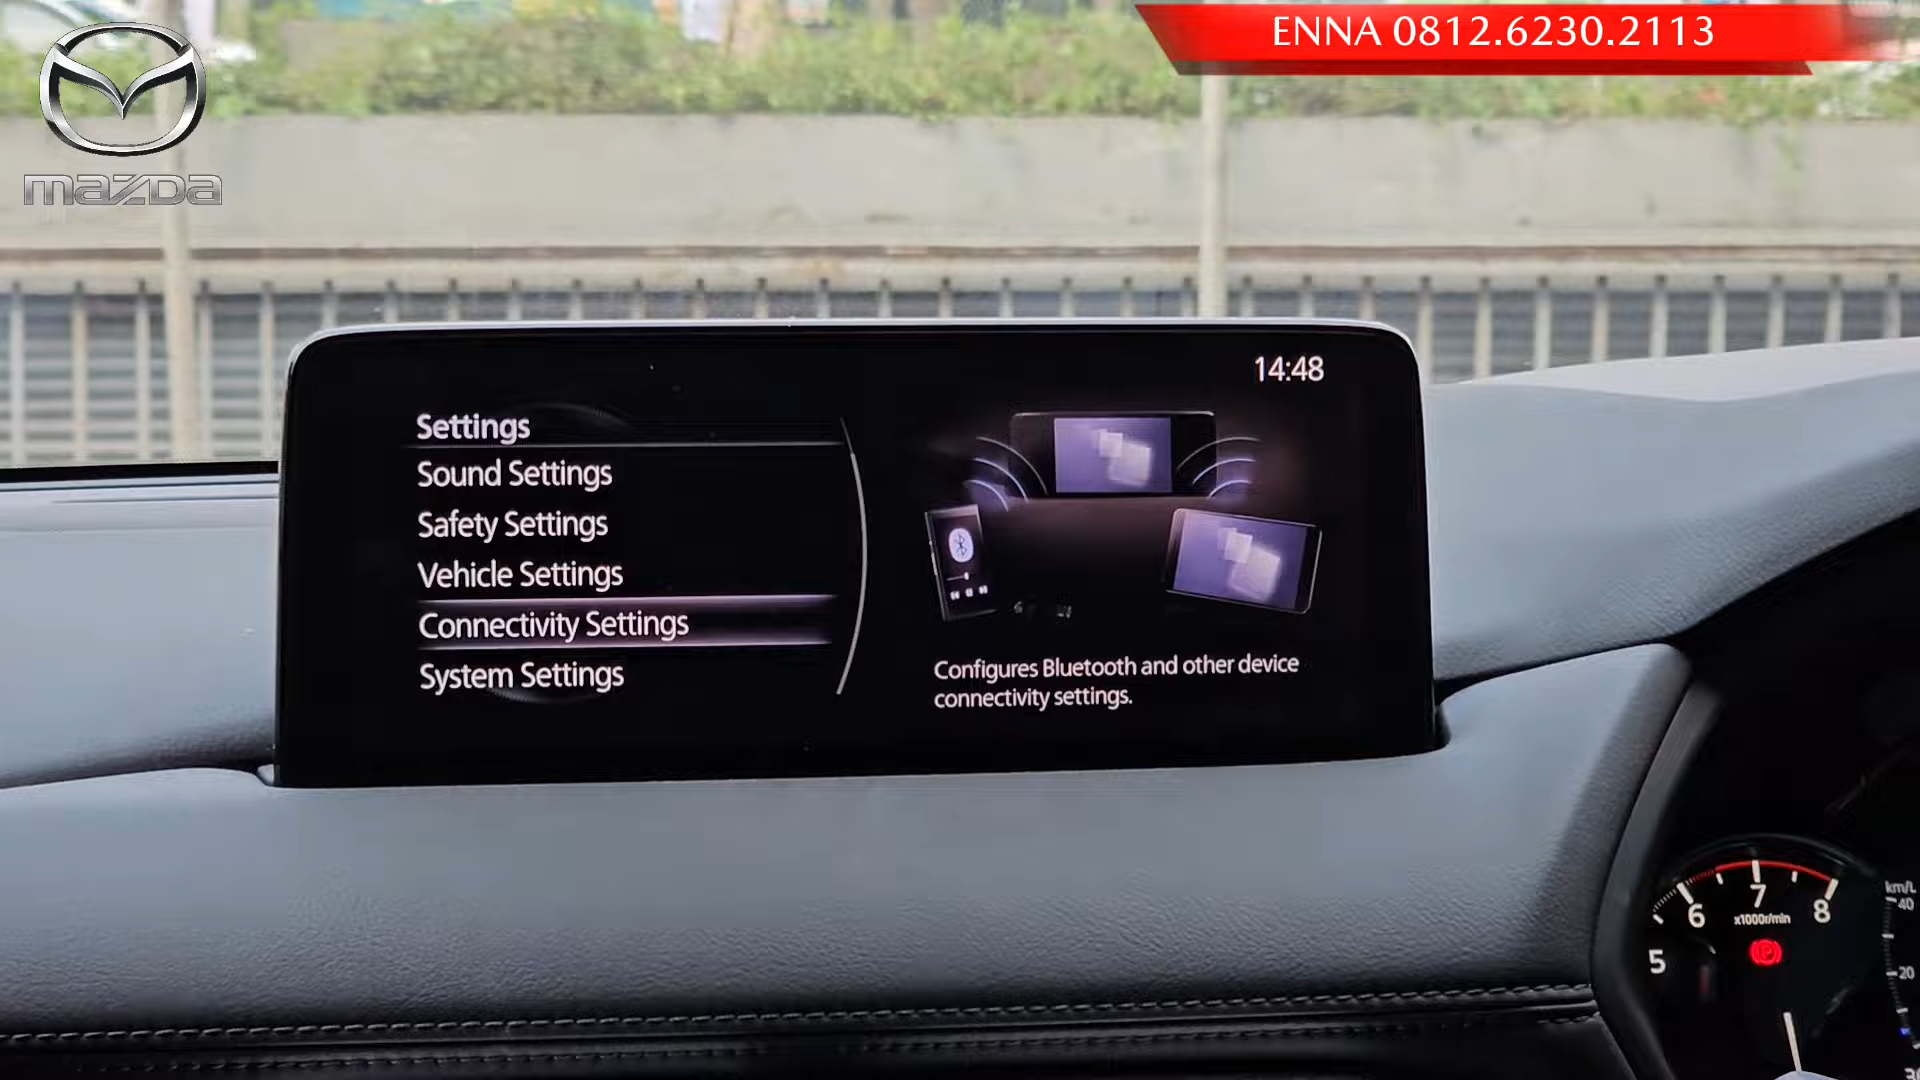 ENNA 0812.6230.2113
mazda
14:48
Settings
Sound Settings
Safety Settings
Vehicle Settings
Connectivity Settings
System Settings
Configures Bluetooth and other device
connectivity settings.
5
6
7
8
x1000r/min
km/L
40
20